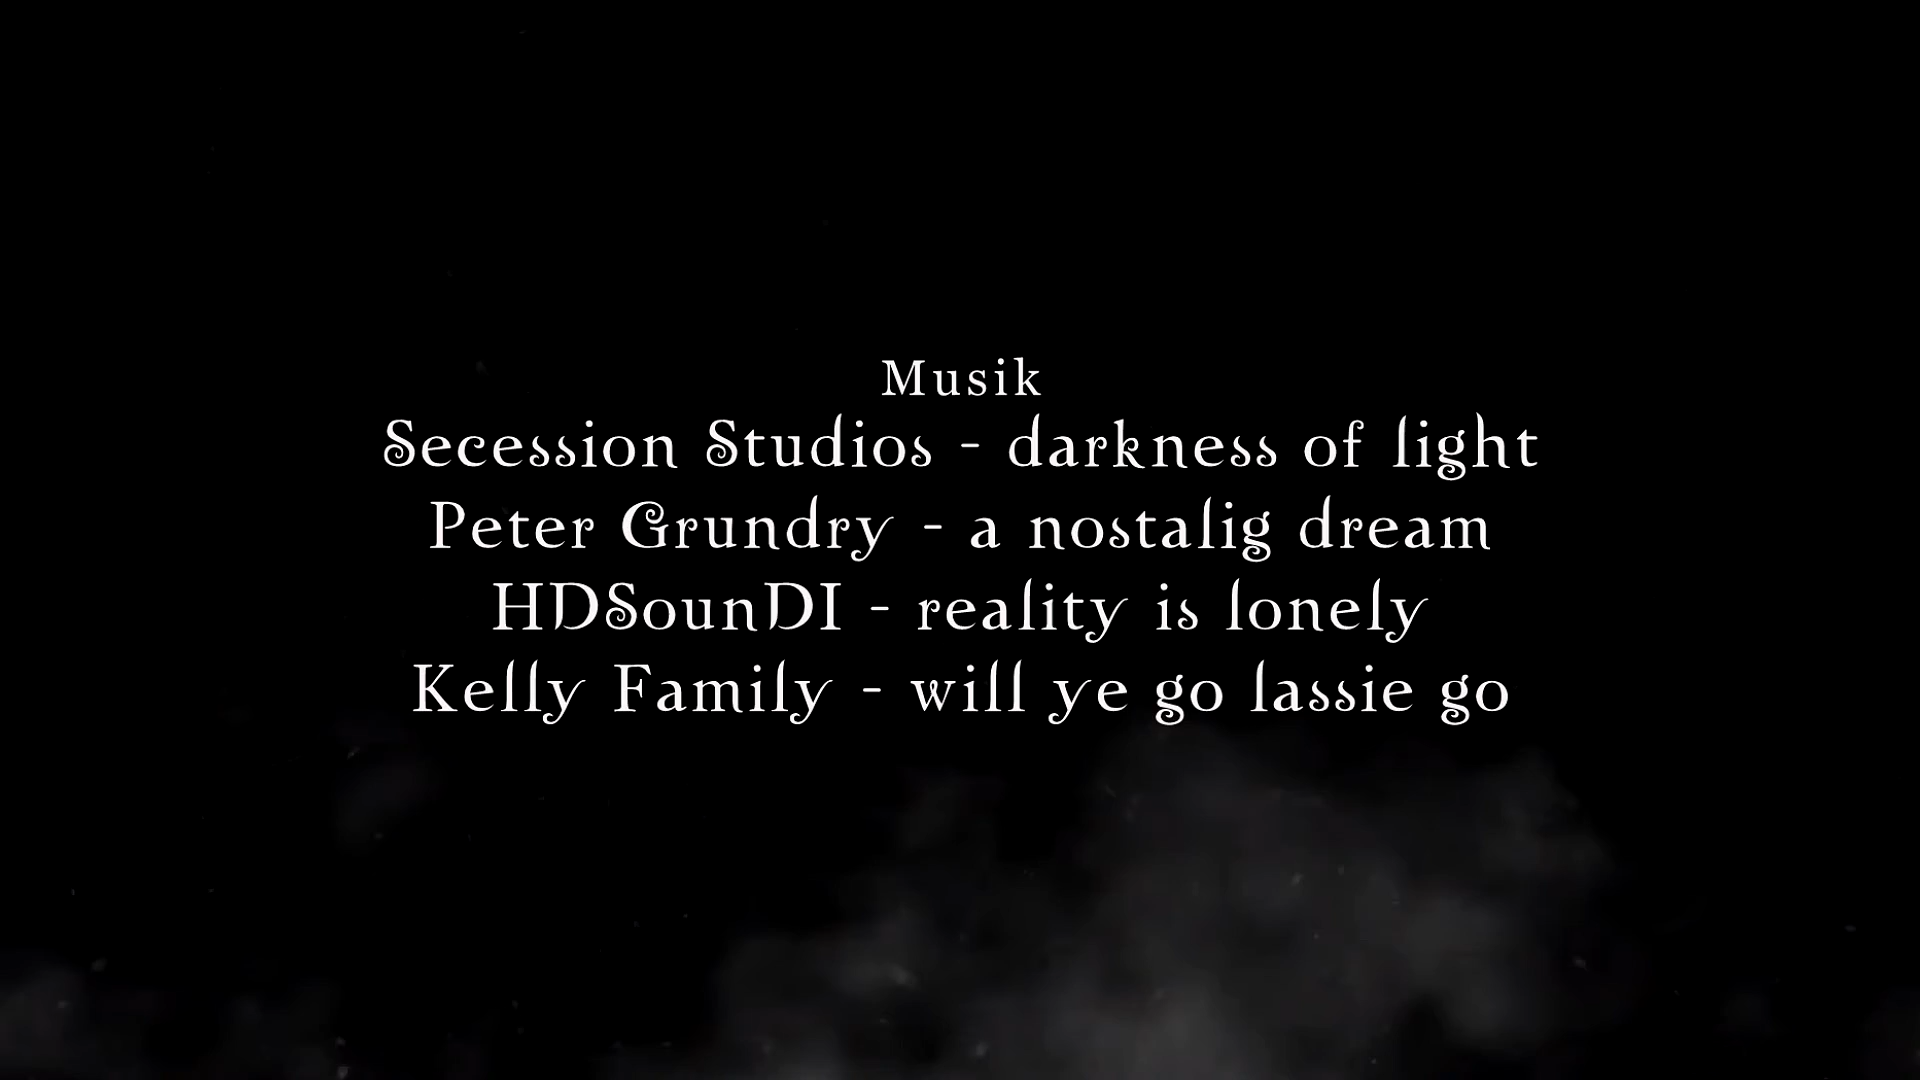 Musik
Secession Studios - darkness of light
Peter Grundry - a nostalig dream
HDSounDI - reality is lonely
Kelly Family - will ye go lassie go